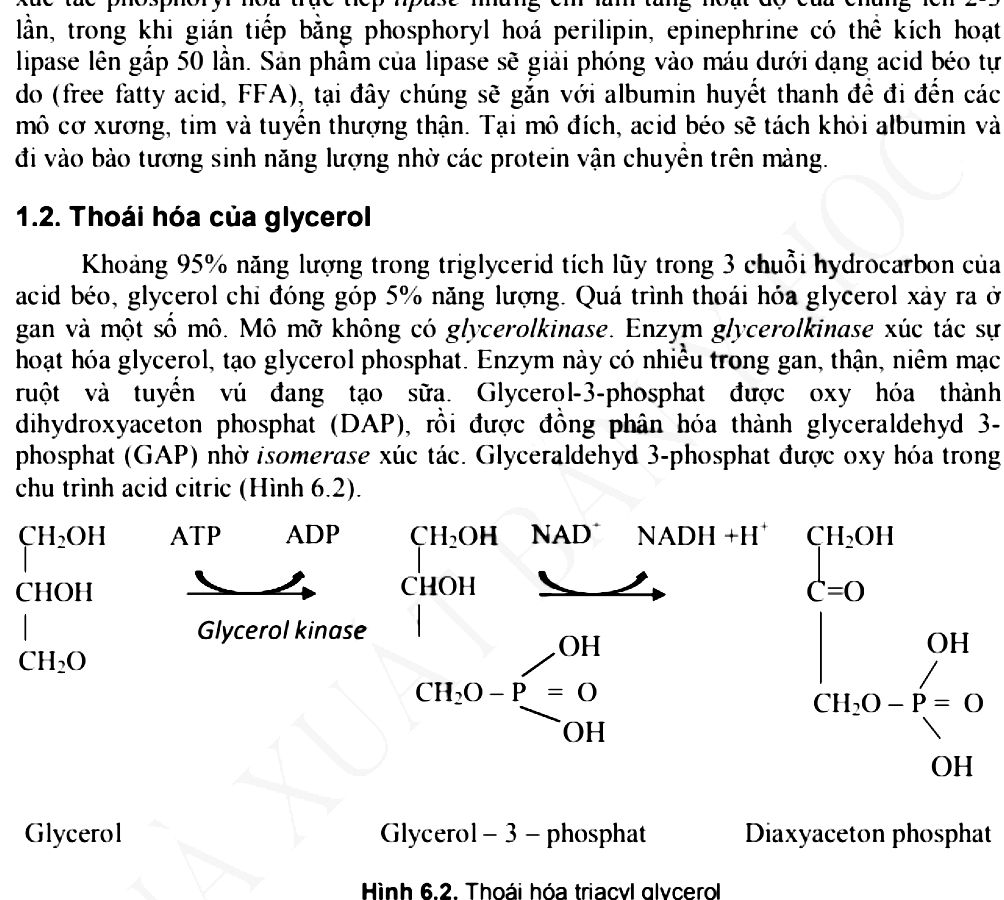 xúc tác phosphoryl hoá trực tiếp lipase nhưng chỉ làm tăng hoạt độ của chúng lên 2-3
lần, trong khi gián tiếp bằng phosphoryl hoá perilipin, epinephrine có thể kích hoạt
lipase lên gấp 50 lần. Sản phẩm của lipase sẽ giải phóng vào máu dưới dạng acid béo tự
do (free fatty acid, FFA), tại đây chúng sẽ gắn với albumin huyết thanh để đi đến các
mô cơ xương, tim và tuyến thượng thận. Tại mô đích, acid béo sẽ tách khỏi albumin và
đi vào bào tương sinh năng lượng nhờ các protein vận chuyển trên màng.
1.2. Thoái hóa của glycerol
Khoảng 95% năng lượng trong triglycerid tích lũy trong 3 chuỗi hydrocarbon của
acid béo, glycerol chỉ đóng góp 5% năng lượng. Quá trình thoái hóa glycerol xảy ra ở
gan và một số mô. Mô mỡ không có glycerolkinase. Enzym glycerolkinase xúc tác sự
hoạt hóa glycerol, tạo glycerol phosphat. Enzym này có nhiều trong gan, thận, niêm mạc
ruột và tuyến vú đang tạo sữa. Glycerol-3-phosphat được oxy hóa thành
dihydroxyaceton phosphat (DAP), rồi được đồng phân hóa thành glyceraldehyd 3-
phosphat (GAP) nhờ isomerase xúc tác. Glyceraldehyd 3-phosphat được oxy hóa trong
chu trình acid citric (Hình 6.2).
CH₂OH ATP ADP CH₂OH NAD⁺ NADH +H⁺ CH₂OH
CHOH CHOH C=O
Glycerol kinase
CH₂O OH OH
CH₂O – P = O CH₂O – P = O
OH OH
Glycerol Glycerol – 3 – phosphat Diaxyaceton phosphat
Hình 6.2. Thoái hóa triacyl glycerol